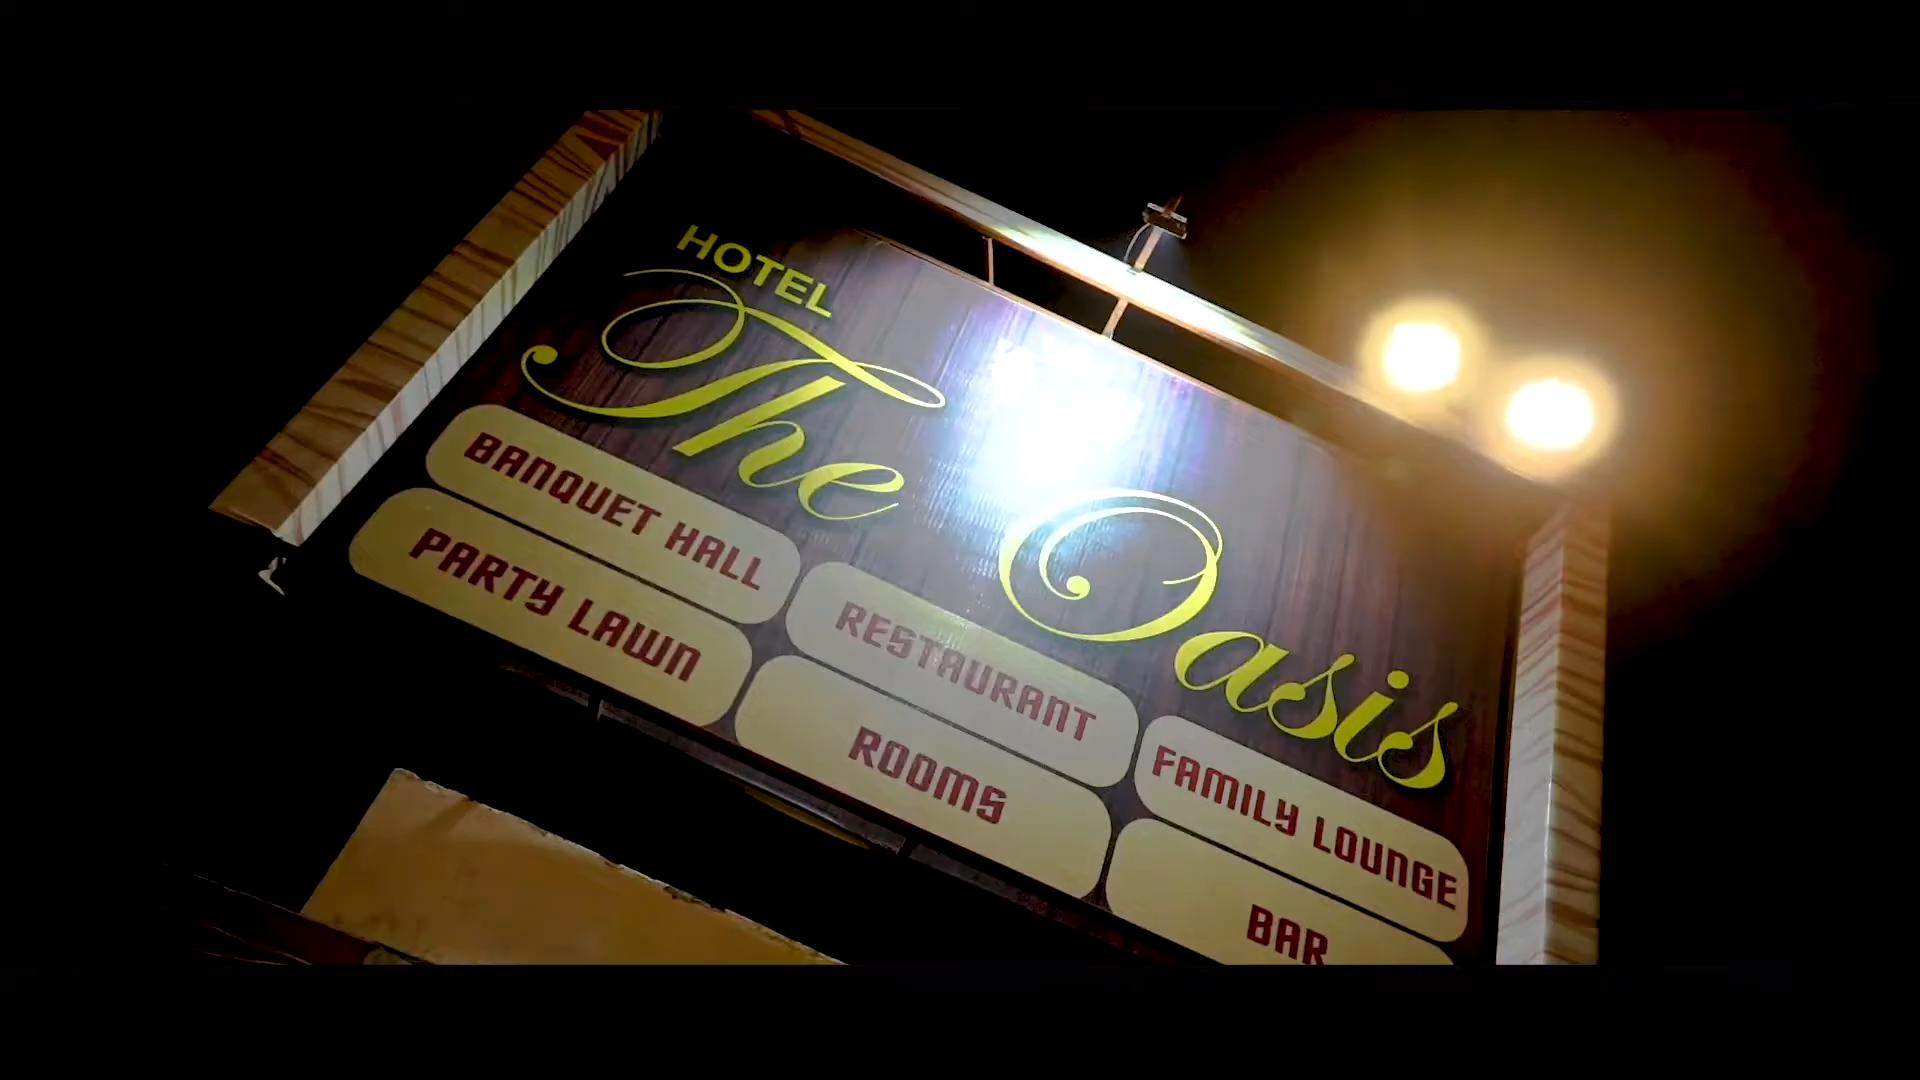 HOTEL
The Oasis
BANQUET HALL
RESTAURANT
FAMILY LOUNGE
PARTY LAWN
ROOMS
BAR